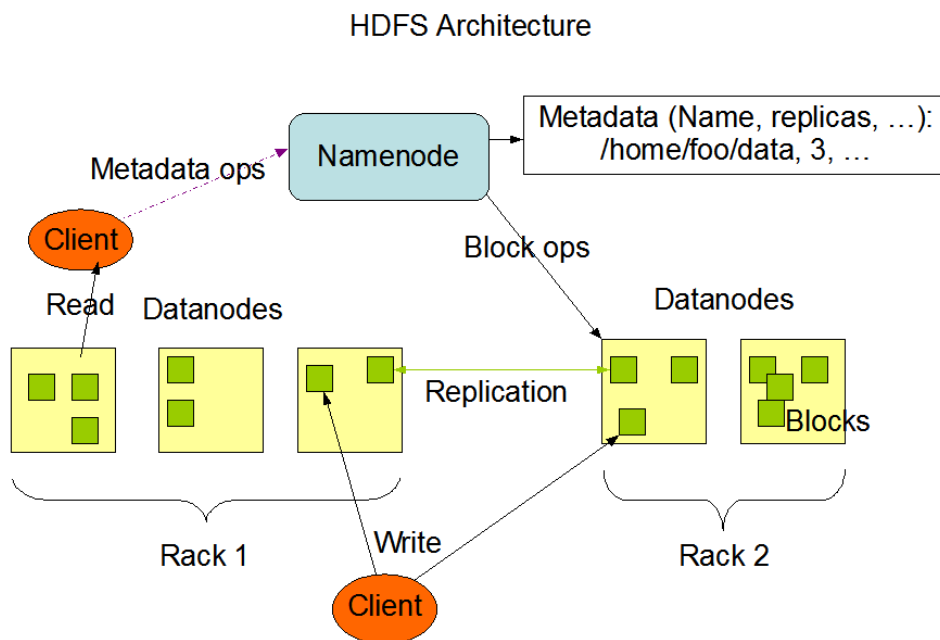 HDFS Architecture
Metadata (Name, replicas, …):
/home/foo/data, 3, …
Namenode
Metadata ops
Client
Block ops
Read
Datanodes
Datanodes
Replication
Blocks
Rack 1
Write
Rack 2
Client